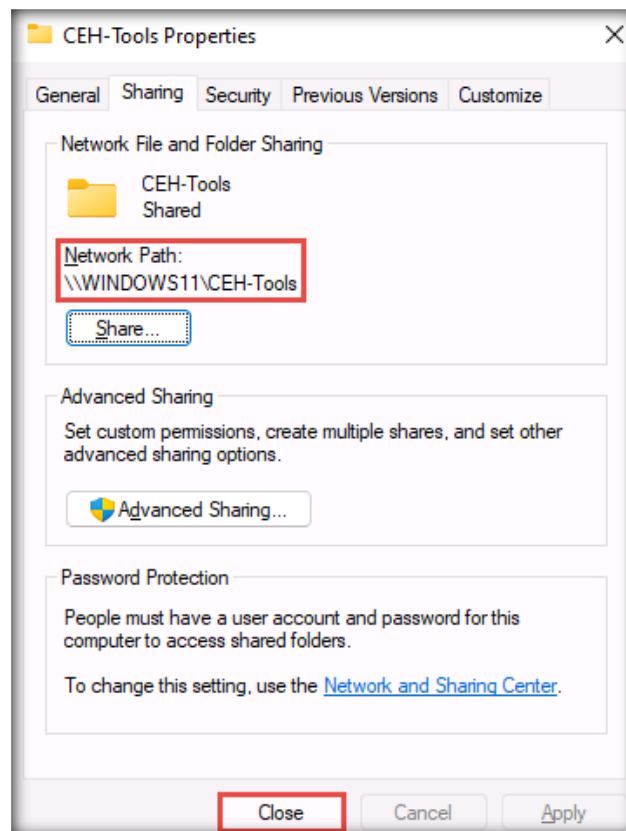 CEH-Tools Properties
General Sharing Security Previous Versions Customize
Network File and Folder Sharing
CEH-Tools
Shared
Network Path:
\\WINDOWS11\CEH-Tools
Share...
Advanced Sharing
Set custom permissions, create multiple shares, and set other
advanced sharing options.
Advanced Sharing...
Password Protection
People must have a user account and password for this
computer to access shared folders.
To change this setting, use the Network and Sharing Center.
Close Cancel Apply